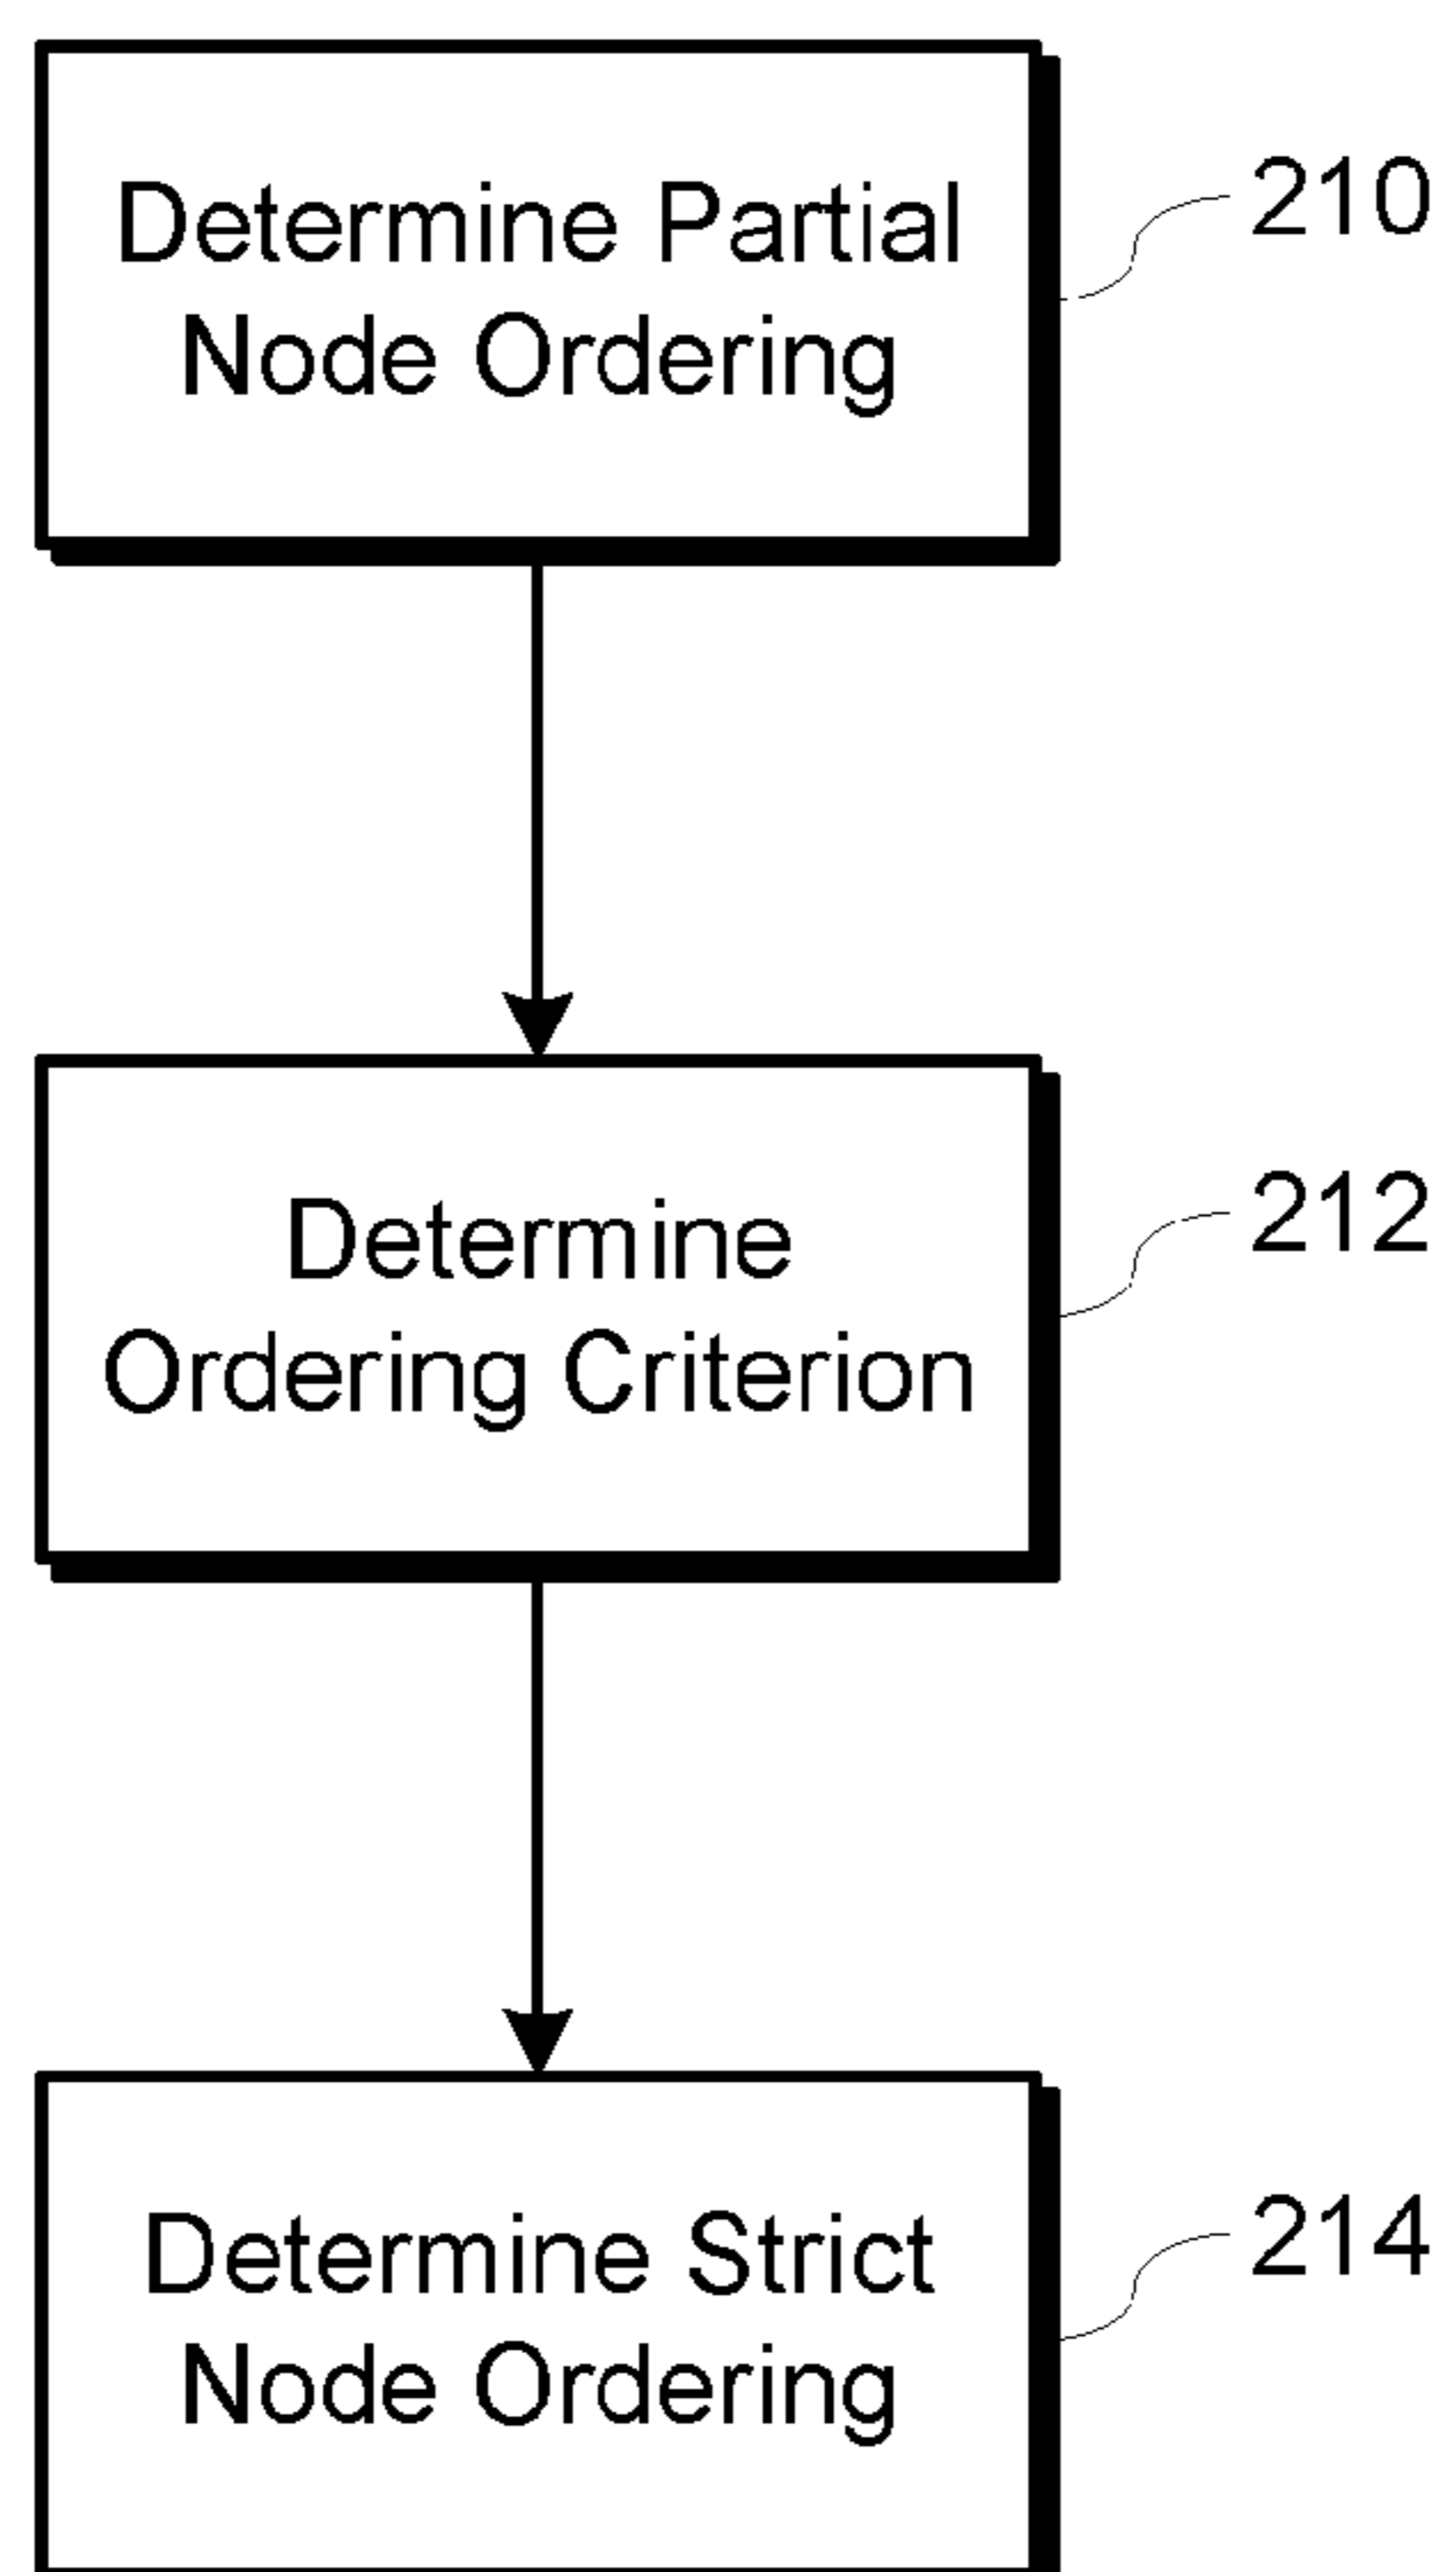 Determine Partial
Node Ordering
210
Determine
Ordering Criterion
212
Determine Strict
Node Ordering
214